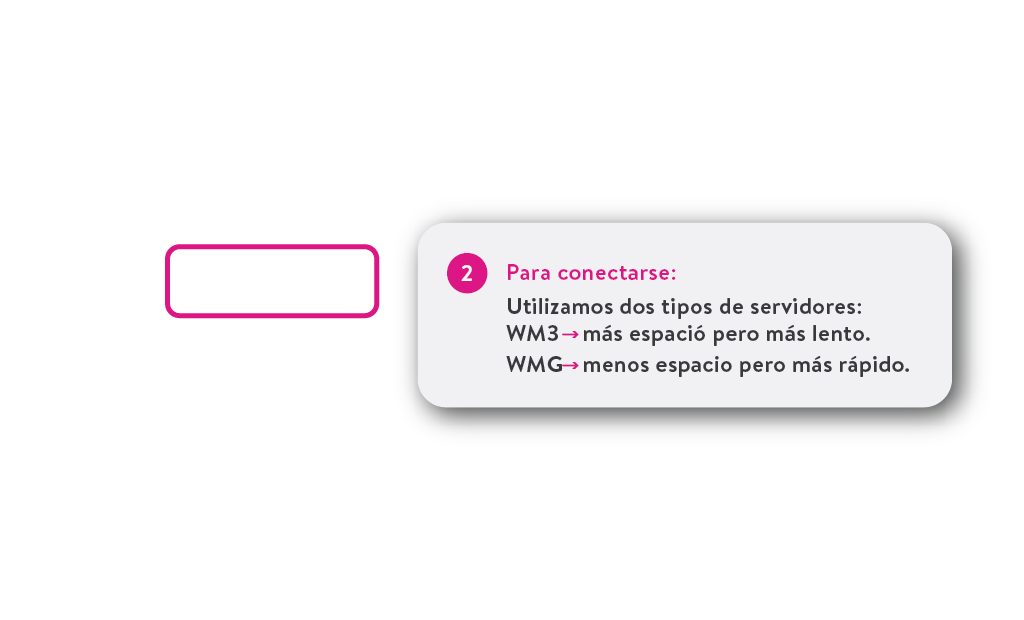 2 Para conectarse:
Utilizamos dos tipos de servidores:
WM3→más espació pero más lento.
WMG→menos espacio pero más rápido.